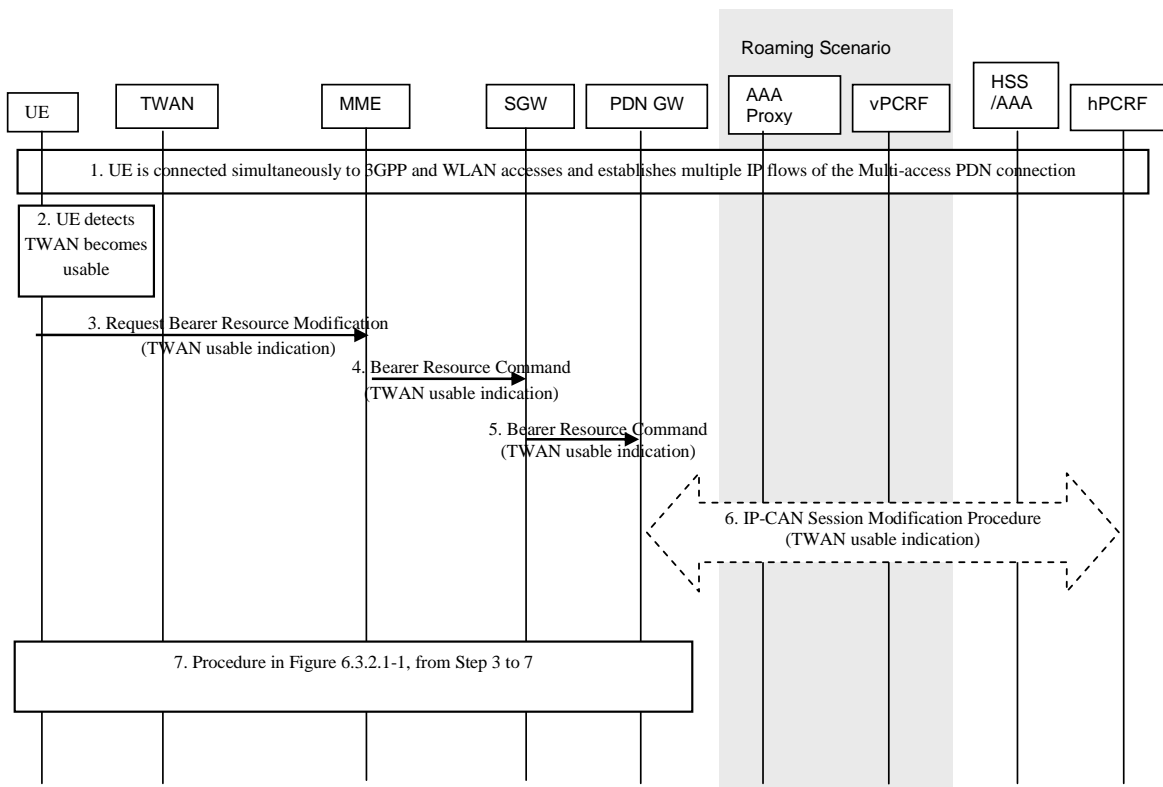 Roaming Scenario
UE
TWAN
MME
SGW
PDN GW
AAA
Proxy
vPCRF
HSS
/AAA
hPCRF
1. UE is connected simultaneously to 3GPP and WLAN accesses and establishes multiple IP flows of the Multi-access PDN connection
2. UE detects
TWAN becomes
usable
3. Request Bearer Resource Modification
(TWAN usable indication)
4. Bearer Resource Command
(TWAN usable indication)
5. Bearer Resource Command
(TWAN usable indication)
6. IP-CAN Session Modification Procedure
(TWAN usable indication)
7. Procedure in Figure 6.3.2.1-1, from Step 3 to 7